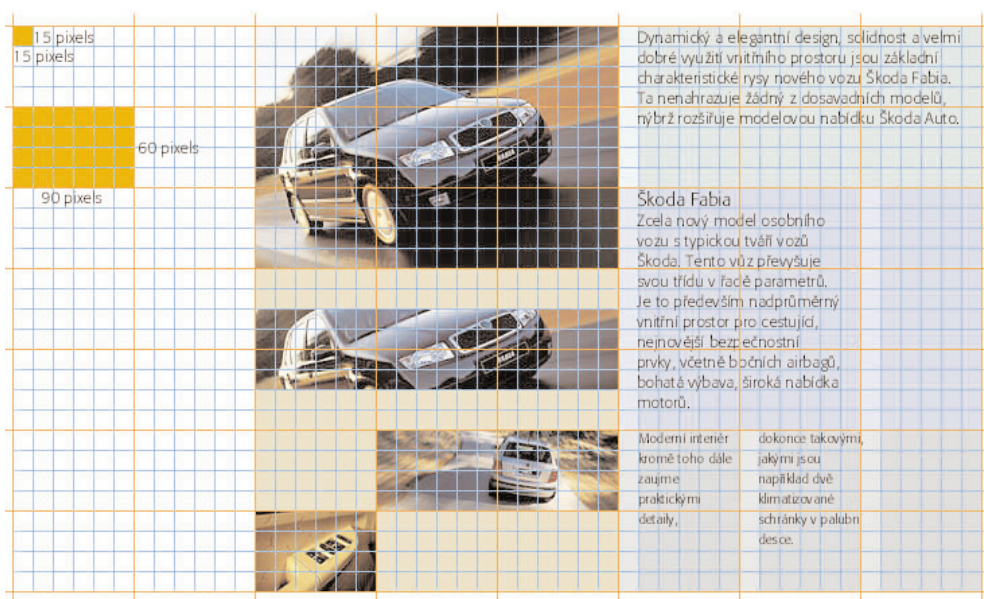 15 pixels
15 pixels
60 pixels
90 pixels
Dynamický a elegantní design, solidnost a velmi
dobré využití vnitřního prostoru jsou základní
charakteristické rysy nového vozu Škoda Fabia.
Ta nenahrazuje žádný z dosavadních modelů,
nýbrž rozšiřuje modelovou nabídku Škoda Auto.
Škoda Fabia
Zcela nový model osobního
vozu s typickou tváří vozů
Škoda. Tento vůz převyšuje
svou třídu v řadě parametrů.
Je to především nadprůměrný
vnitřní prostor pro cestující,
nejnovější bezpečnostní
prvky, včetně bočních airbagů,
bohatá výbava, široká nabídka
motorů.
Moderní interiér
kromě toho dále
zaujme
praktickými
detaily,
dokonce takovými,
jakými jsou
například dvě
klimatizované
schránky v palubn
desce.
FABIA
FABIA